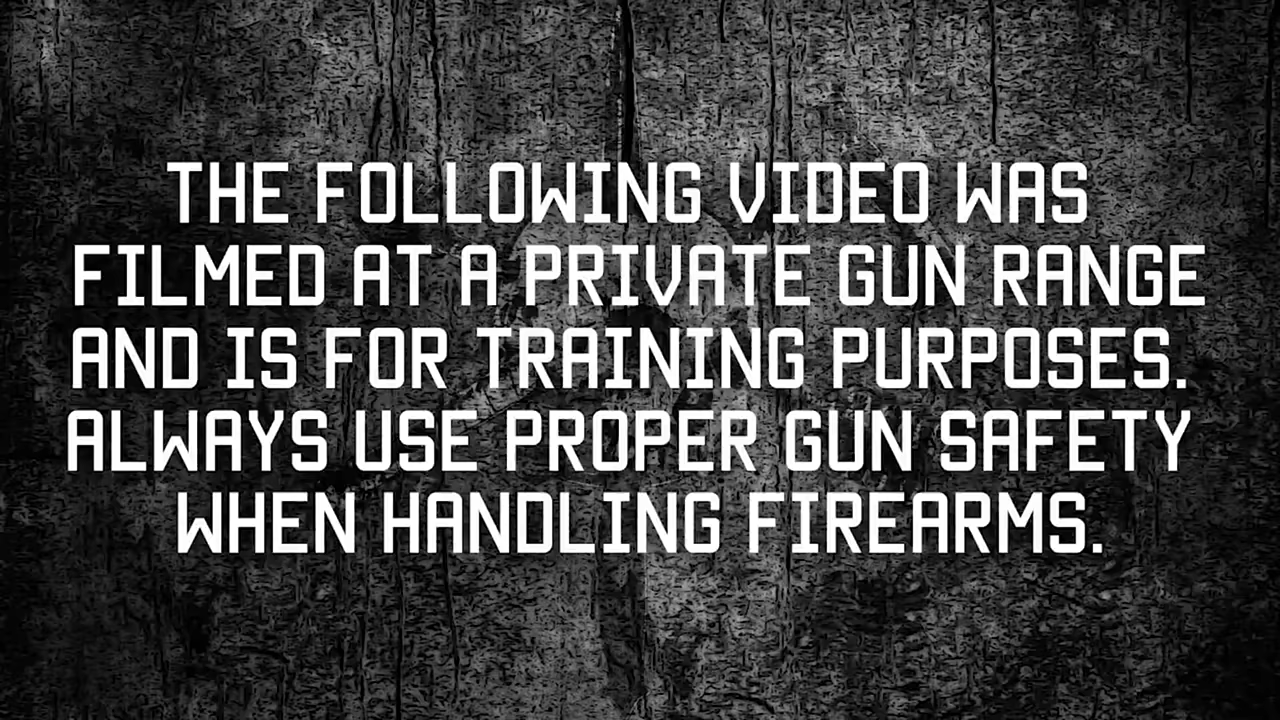 THE FOLLOWING VIDEO WAS
FILMED AT A PRIVATE GUN RANGE
AND IS FOR TRAINING PURPOSES.
ALWAYS USE PROPER GUN SAFETY
WHEN HANDLING FIREARMS.